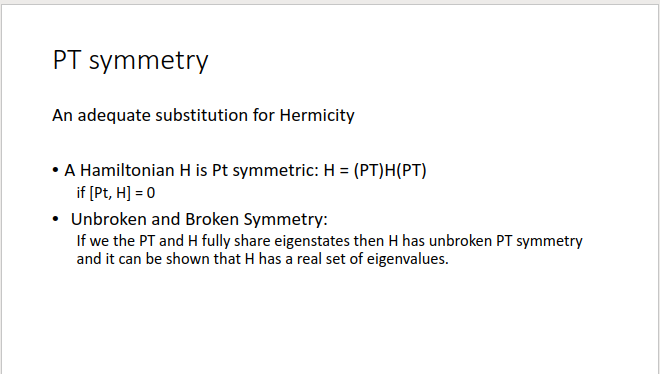 PT symmetry
An adequate substitution for Hermicity
• A Hamiltonian H is Pt symmetric: H = (PT)H(PT)
if [Pt, H] = 0
• Unbroken and Broken Symmetry:
If we the PT and H fully share eigenstates then H has unbroken PT symmetry
and it can be shown that H has a real set of eigenvalues.